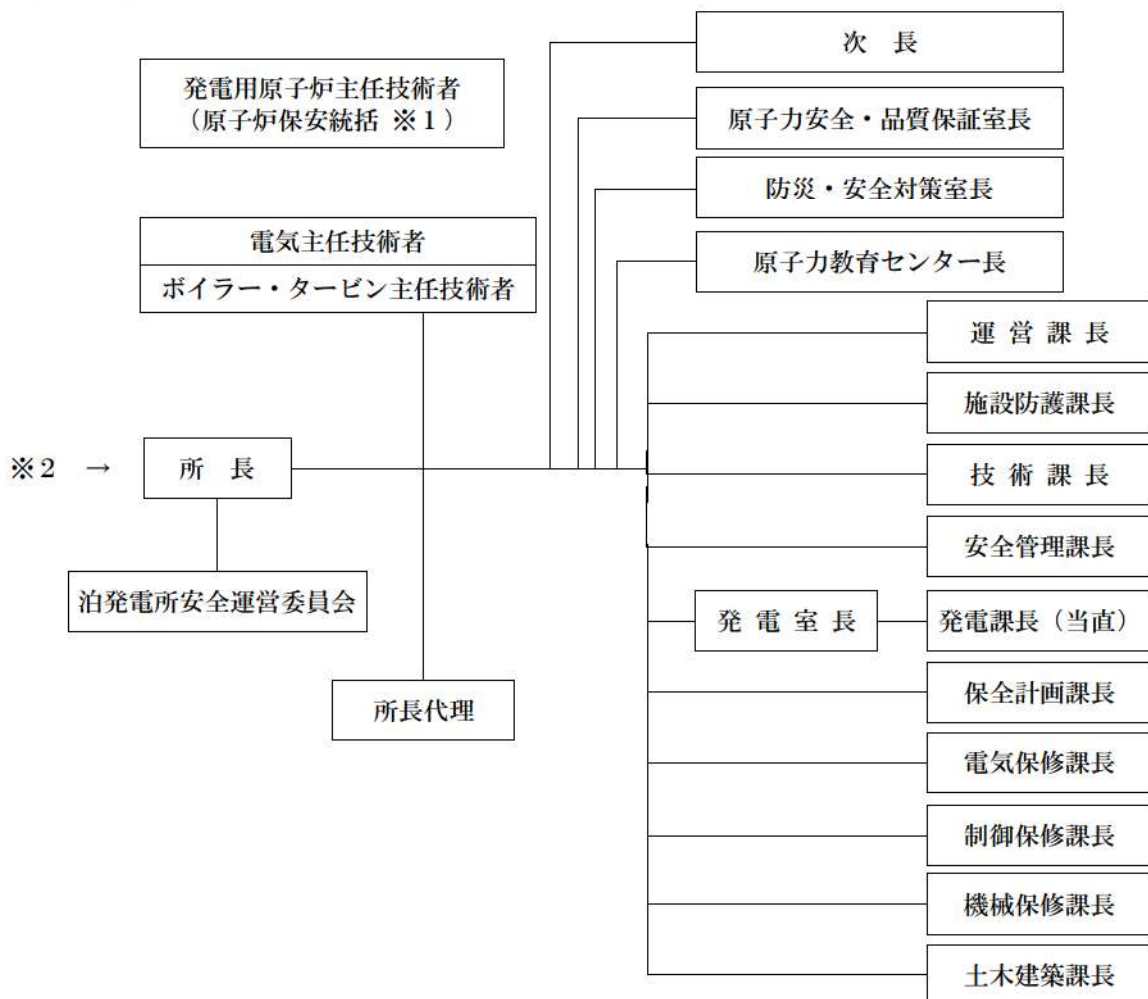 次　長
発電用原子炉主任技術者
（原子炉保安統括 ※１）
原子力安全・品質保証室長
防災・安全対策室長
電気主任技術者
原子力教育センター長
ボイラー・タービン主任技術者
運 営 課 長
施設防護課長
※２　→　所　長
技 術 課 長
安全管理課長
泊発電所安全運営委員会
発 電 室 長
発電課長（当直）
保全計画課長
所長代理
電気保修課長
制御保修課長
機械保修課長
土木建築課長